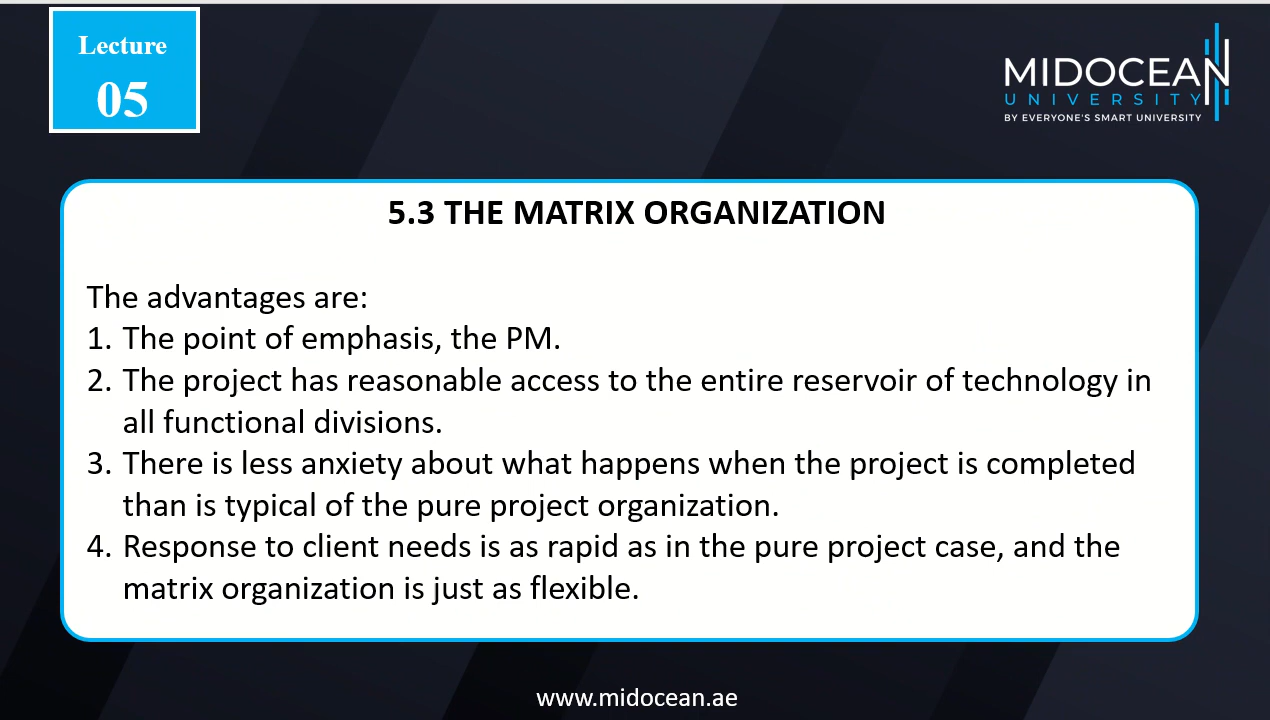 Lecture
05
MIDOCEAN
UNIVERSITY
BY EVERYONE'S SMART UNIVERSITY
5.3 THE MATRIX ORGANIZATION
The advantages are:
1. The point of emphasis, the PM.
2. The project has reasonable access to the entire reservoir of technology in
all functional divisions.
3. There is less anxiety about what happens when the project is completed
than is typical of the pure project organization.
4. Response to client needs is as rapid as in the pure project case, and the
matrix organization is just as flexible.
www.midocean.ae